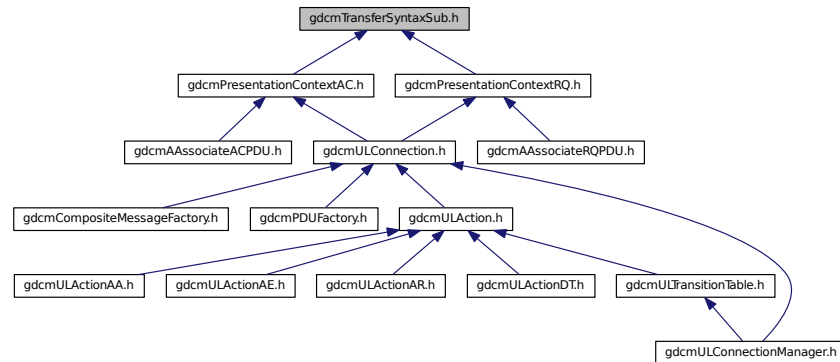 gdcmTransferSyntaxSub.h
gdcmPresentationContextAC.h
gdcmPresentationContextRQ.h
gdcmAAssociateACPDU.h
gdcmULConnection.h
gdcmAAssociateRQPDU.h
gdcmCompositeMessageFactory.h
gdcmPDUFactory.h
gdcmULAction.h
gdcmULActionAA.h
gdcmULActionAE.h
gdcmULActionAR.h
gdcmULActionDT.h
gdcmULTransitionTable.h
gdcmULConnectionManager.h